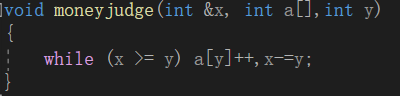 void moneyjudge(int &x, int a[],int y)
{
while (x >= y) a[y]++,x-=y;
}